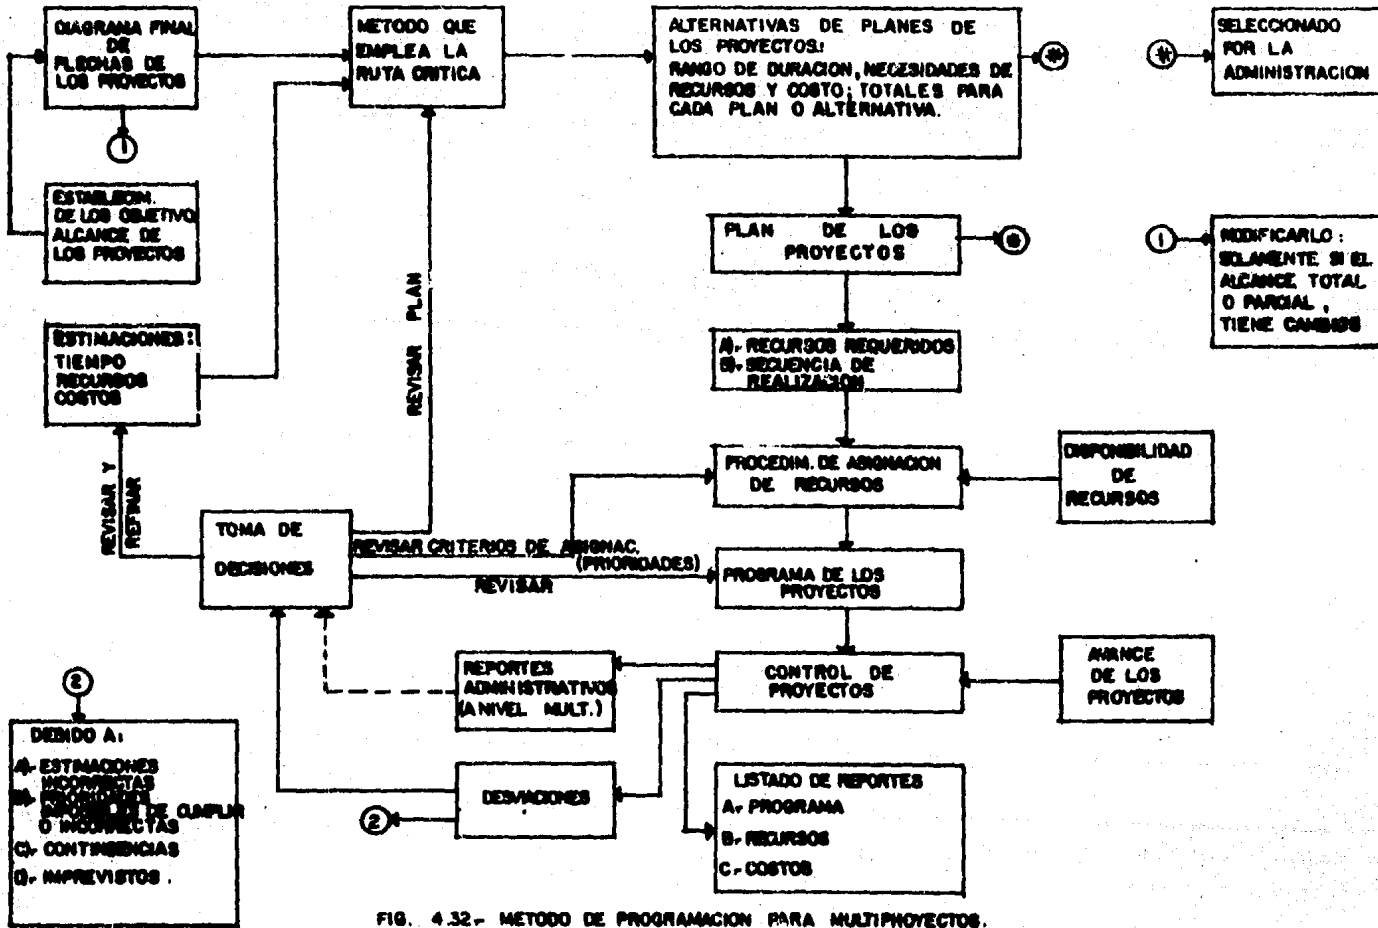 DIAGRAMA FINAL
DE
FLECHAS DE
LOS PROYECTOS
1
ESTABLECIM.
DE LOS OBJETIVO
ALCANCE DE
LOS PROYECTOS
ESTIMACIONES:
TIEMPO
RECURSOS
COSTOS
REVISAR Y
REFINAR
METODO QUE
EMPLEA LA
RUTA CRITICA
REVISAR PLAN
ALTERNATIVAS DE PLANES DE
LOS PROYECTOS:
RANGO DE DURACION, NECESIDADES DE
RECURSOS Y COSTO; TOTALES PARA
CADA PLAN O ALTERNATIVA.
*
*
SELECCIONADO
POR LA
ADMINISTRACION
PLAN DE LOS
PROYECTOS
*
1
MODIFICARLO:
SOLAMENTE SI EL
ALCANCE TOTAL
O PARCIAL,
TIENE CAMBIOS
A).- RECURSOS REQUERIDOS
B).- SECUENCIA DE
REALIZACION
PROCEDIM. DE ASIGNACION
DE RECURSOS
DISPONIBILIDAD
DE
RECURSOS
TOMA DE
DECISIONES
REVISAR CRITERIOS DE ASIGNAC.
(PRIORIDADES)
REVISAR
PROGRAMA DE LOS
PROYECTOS
REPORTES
ADMINISTRATIVOS
(A NIVEL MULT.)
CONTROL DE
PROYECTOS
AVANCE
DE LOS
PROYECTOS
DESVIACIONES
2
LISTADO DE REPORTES
A.- PROGRAMA
B.- RECURSOS
C.- COSTOS
2
DEBIDO A:
A).- ESTIMACIONES
INCORRECTAS
DE CUMPLIR
O INCORRECTAS
C).- CONTINGENCIAS
D).- IMPREVISTOS.
FIG. 4.32.- METODO DE PROGRAMACION PARA MULTIPROYECTOS.